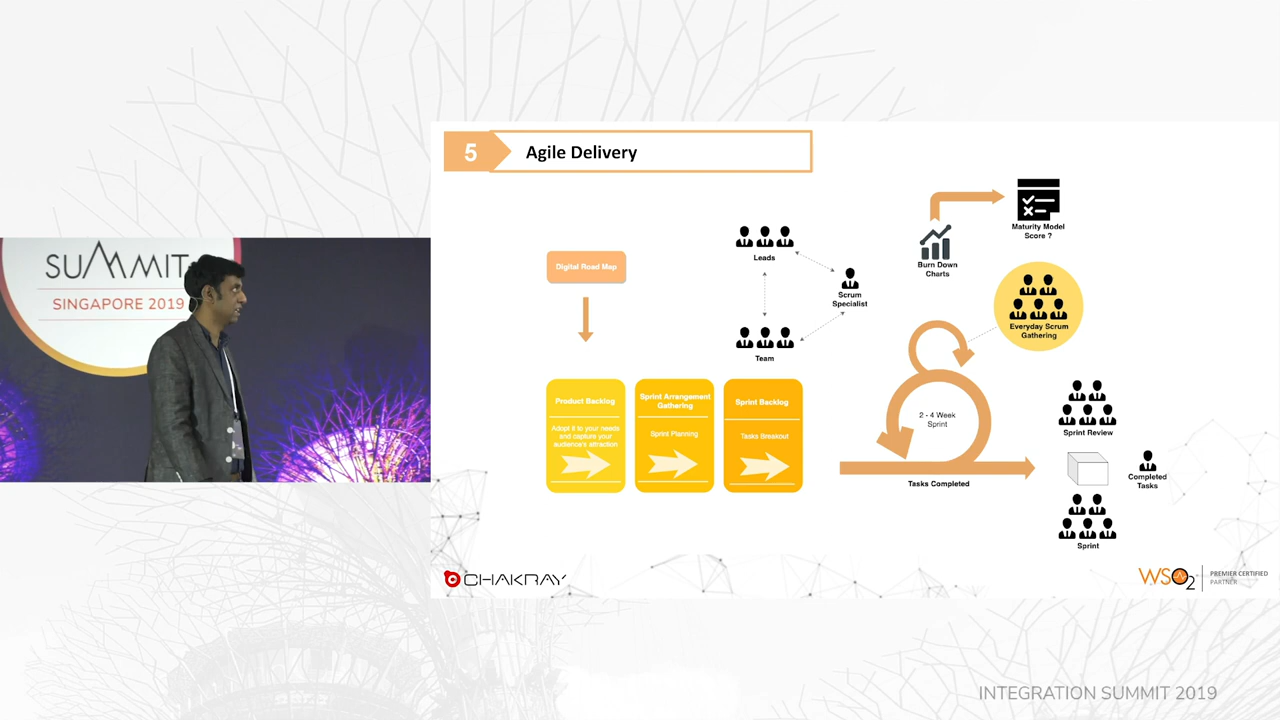 SUMMIT
SINGAPORE 2019
5
Agile Delivery
Digital Road Map
Leads
Scrum
Specialist
Team
Burn Down
Charts
Maturity Model
Score ?
Everyday Scrum
Gathering
Product Backlog
Adopt it to your needs
and capture your
audience's attraction
Sprint Arrangement
Gathering
Sprint Planning
Sprint Backlog
Tasks Breakout
2 - 4 Week
Sprint
Tasks Completed
Sprint Review
Completed
Tasks
Sprint
CHAKRAY
WSO2
PREMIER CERTIFIED
PARTNER
INTEGRATION SUMMIT 2019